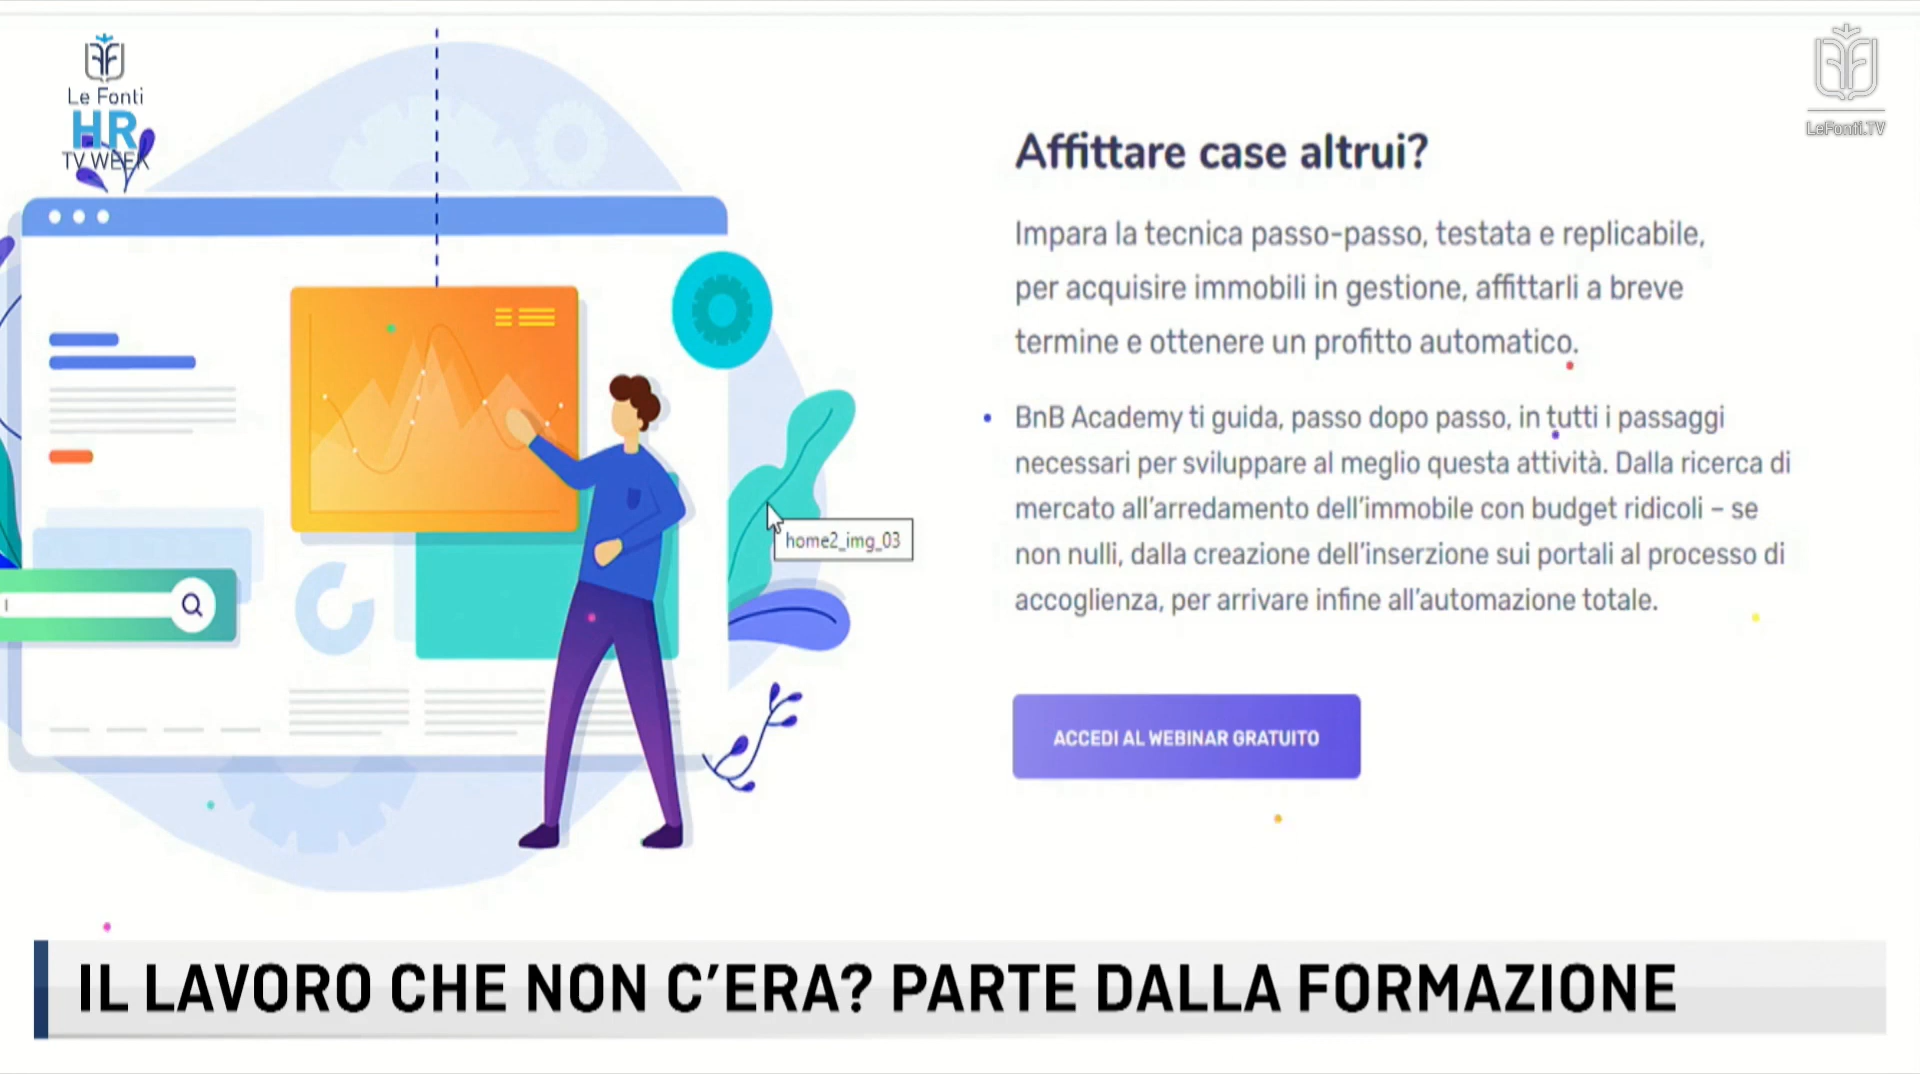 Le Fonti
HR
TV WEEK
LeFonti.TV
Affittare case altrui?
Impara la tecnica passo-passo, testata e replicabile,
per acquisire immobili in gestione, affittarli a breve
termine e ottenere un profitto automatico.
BnB Academy ti guida, passo dopo passo, in tutti i passaggi
necessari per sviluppare al meglio questa attività. Dalla ricerca di
mercato all’arredamento dell’immobile con budget ridicoli – se
non nulli, dalla creazione dell’inserzione sui portali al processo di
accoglienza, per arrivare infine all’automazione totale.
home2_img_03
ACCEDI AL WEBINAR GRATUITO
IL LAVORO CHE NON C’ERA? PARTE DALLA FORMAZIONE